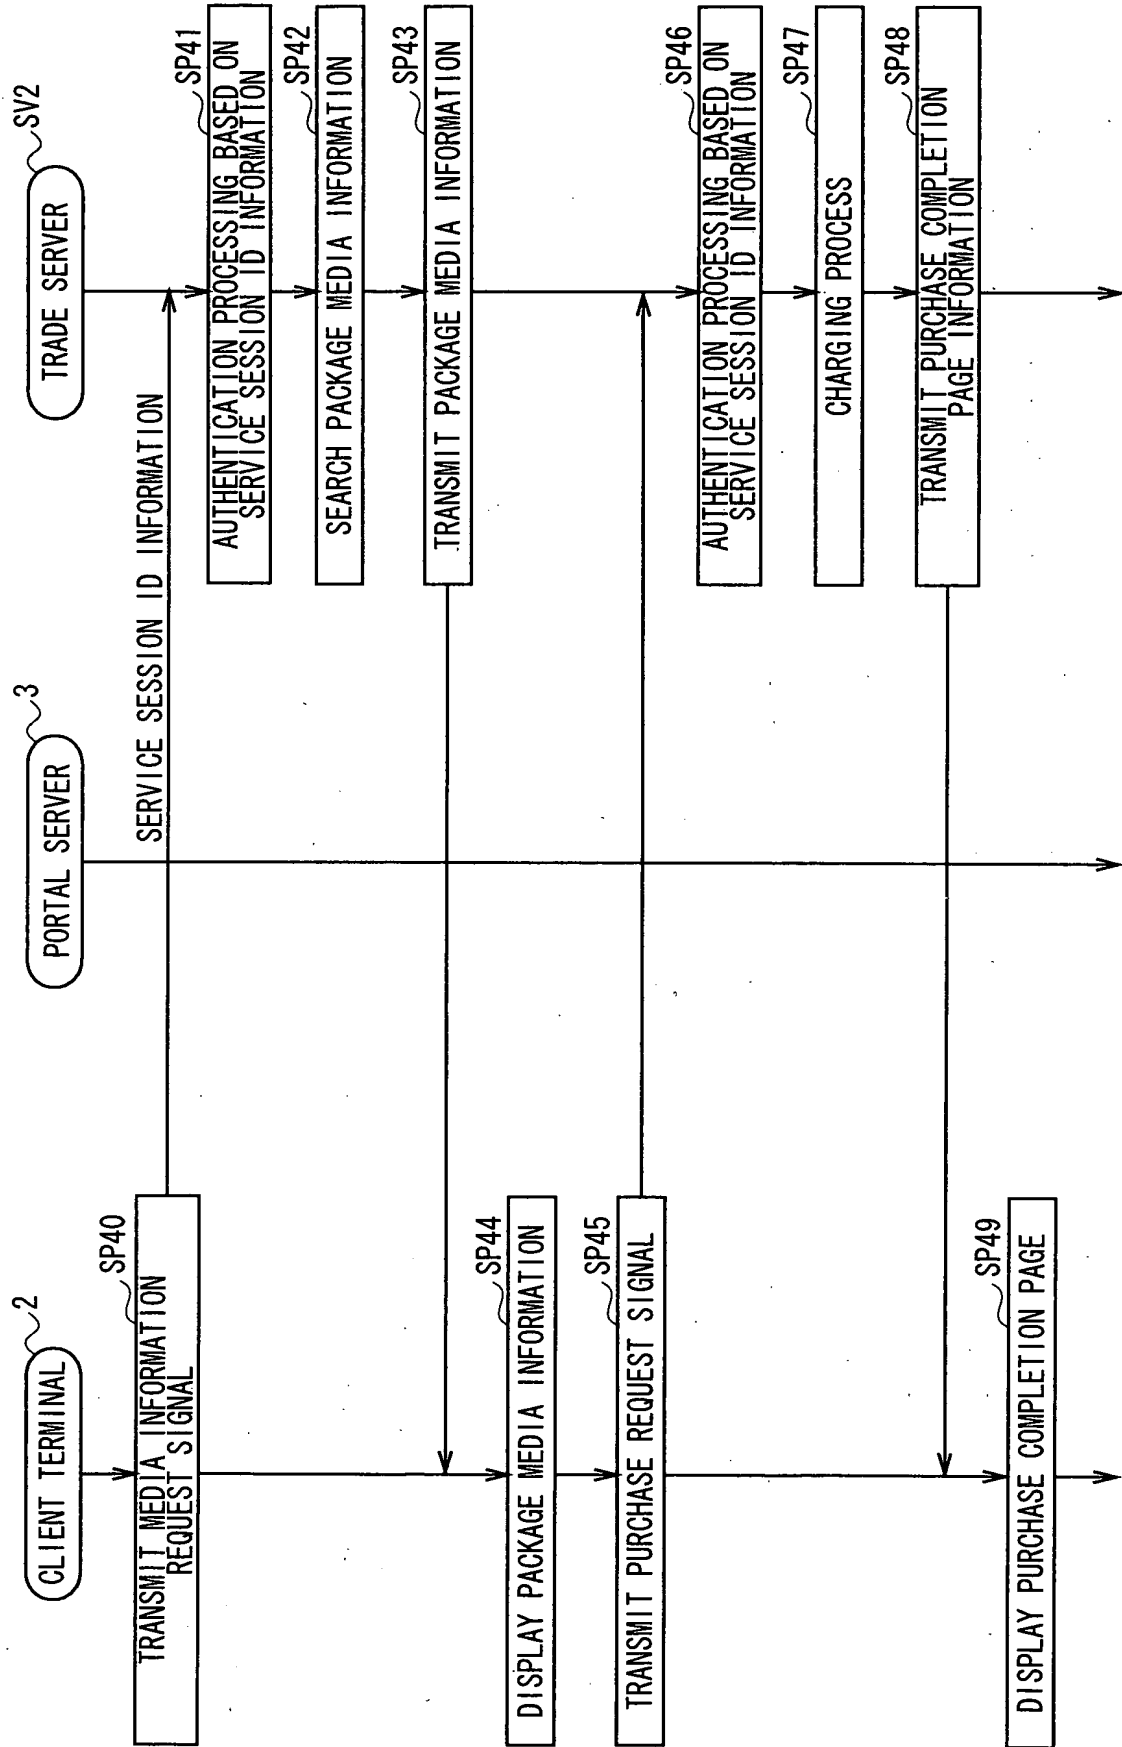 CLIENT TERMINAL
2
PORTAL SERVER
3
TRADE SERVER
SV2
SP40
TRANSMIT MEDIA INFORMATION
REQUEST SIGNAL
SERVICE SESSION ID INFORMATION
SP41
AUTHENTICATION PROCESSING BASED ON
SERVICE SESSION ID INFORMATION
SP42
SEARCH PACKAGE MEDIA INFORMATION
SP43
TRANSMIT PACKAGE MEDIA INFORMATION
SP44
DISPLAY PACKAGE MEDIA INFORMATION
SP45
TRANSMIT PURCHASE REQUEST SIGNAL
SP46
AUTHENTICATION PROCESSING BASED ON
SERVICE SESSION ID INFORMATION
SP47
CHARGING PROCESS
SP48
TRANSMIT PURCHASE COMPLETION
PAGE INFORMATION
SP49
DISPLAY PURCHASE COMPLETION PAGE